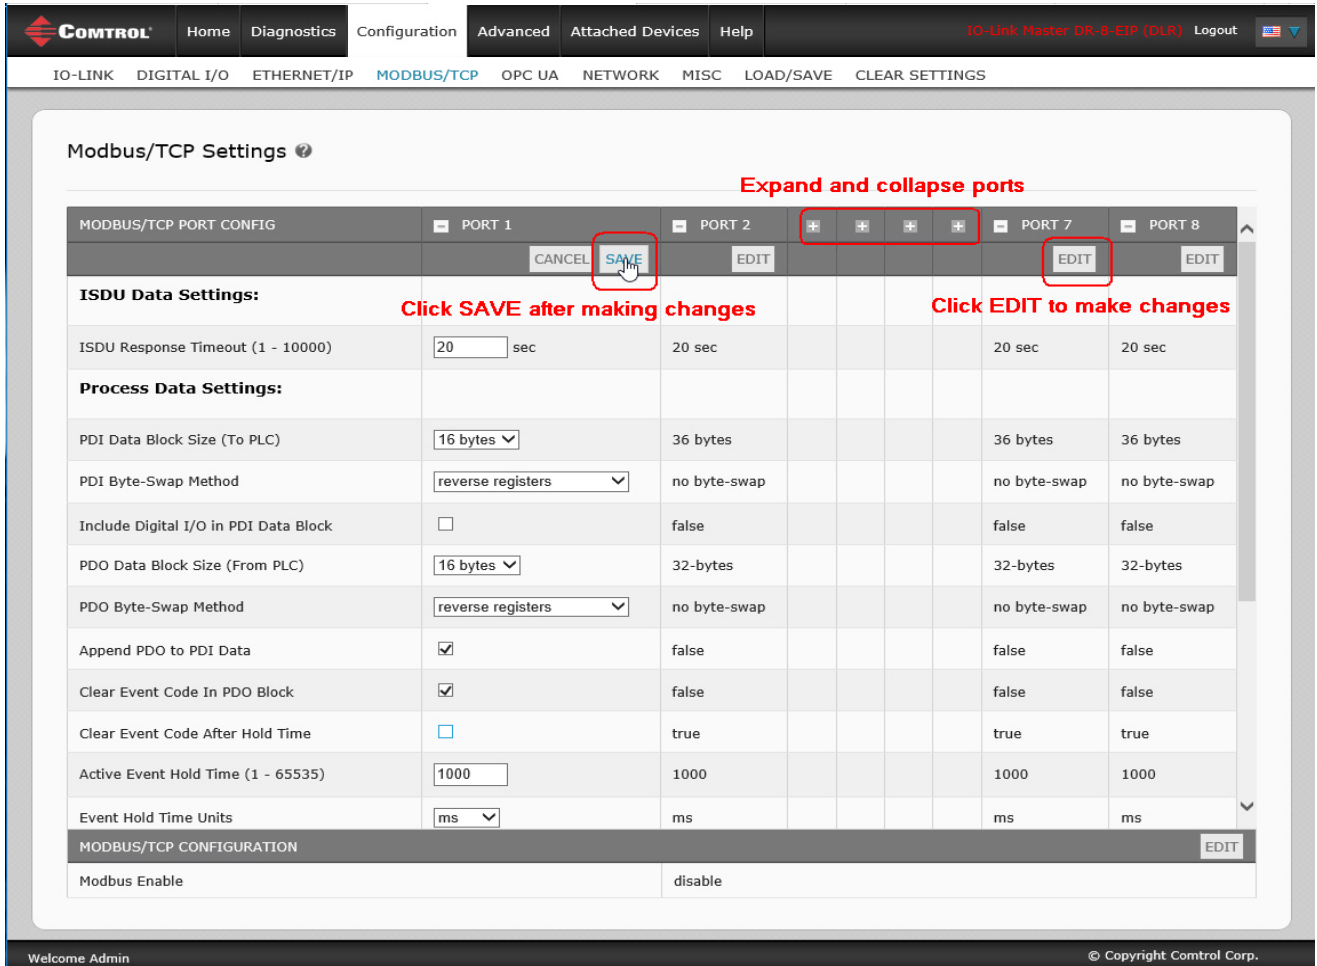 COMTROL Home Diagnostics Configuration Advanced Attached Devices Help IO-Link Master DR-8-EIP (DLR) Logout
IO-LINK DIGITAL I/O ETHERNET/IP MODBUS/TCP OPC UA NETWORK MISC LOAD/SAVE CLEAR SETTINGS
Modbus/TCP Settings ?
Expand and collapse ports
MODBUS/TCP PORT CONFIG - PORT 1 - PORT 2 + + + + - PORT 7 - PORT 8
CANCEL SAVE EDIT EDIT EDIT
ISDU Data Settings:
Click SAVE after making changes Click EDIT to make changes
ISDU Response Timeout (1 - 10000) 20 sec 20 sec 20 sec 20 sec
Process Data Settings:
PDI Data Block Size (To PLC) 16 bytes 36 bytes 36 bytes 36 bytes
PDI Byte-Swap Method reverse registers no byte-swap no byte-swap no byte-swap
Include Digital I/O in PDI Data Block false false false
PDO Data Block Size (From PLC) 16 bytes 32-bytes 32-bytes 32-bytes
PDO Byte-Swap Method reverse registers no byte-swap no byte-swap no byte-swap
Append PDO to PDI Data false false false
Clear Event Code In PDO Block false false false
Clear Event Code After Hold Time true true true
Active Event Hold Time (1 - 65535) 1000 1000 1000 1000
Event Hold Time Units ms ms ms ms
MODBUS/TCP CONFIGURATION EDIT
Modbus Enable disable
Welcome Admin © Copyright Comtrol Corp.